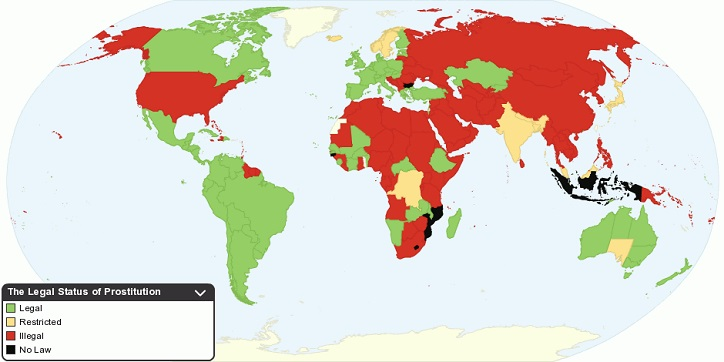 The Legal Status of Prostitution
Legal
Restricted
Illegal
No Law